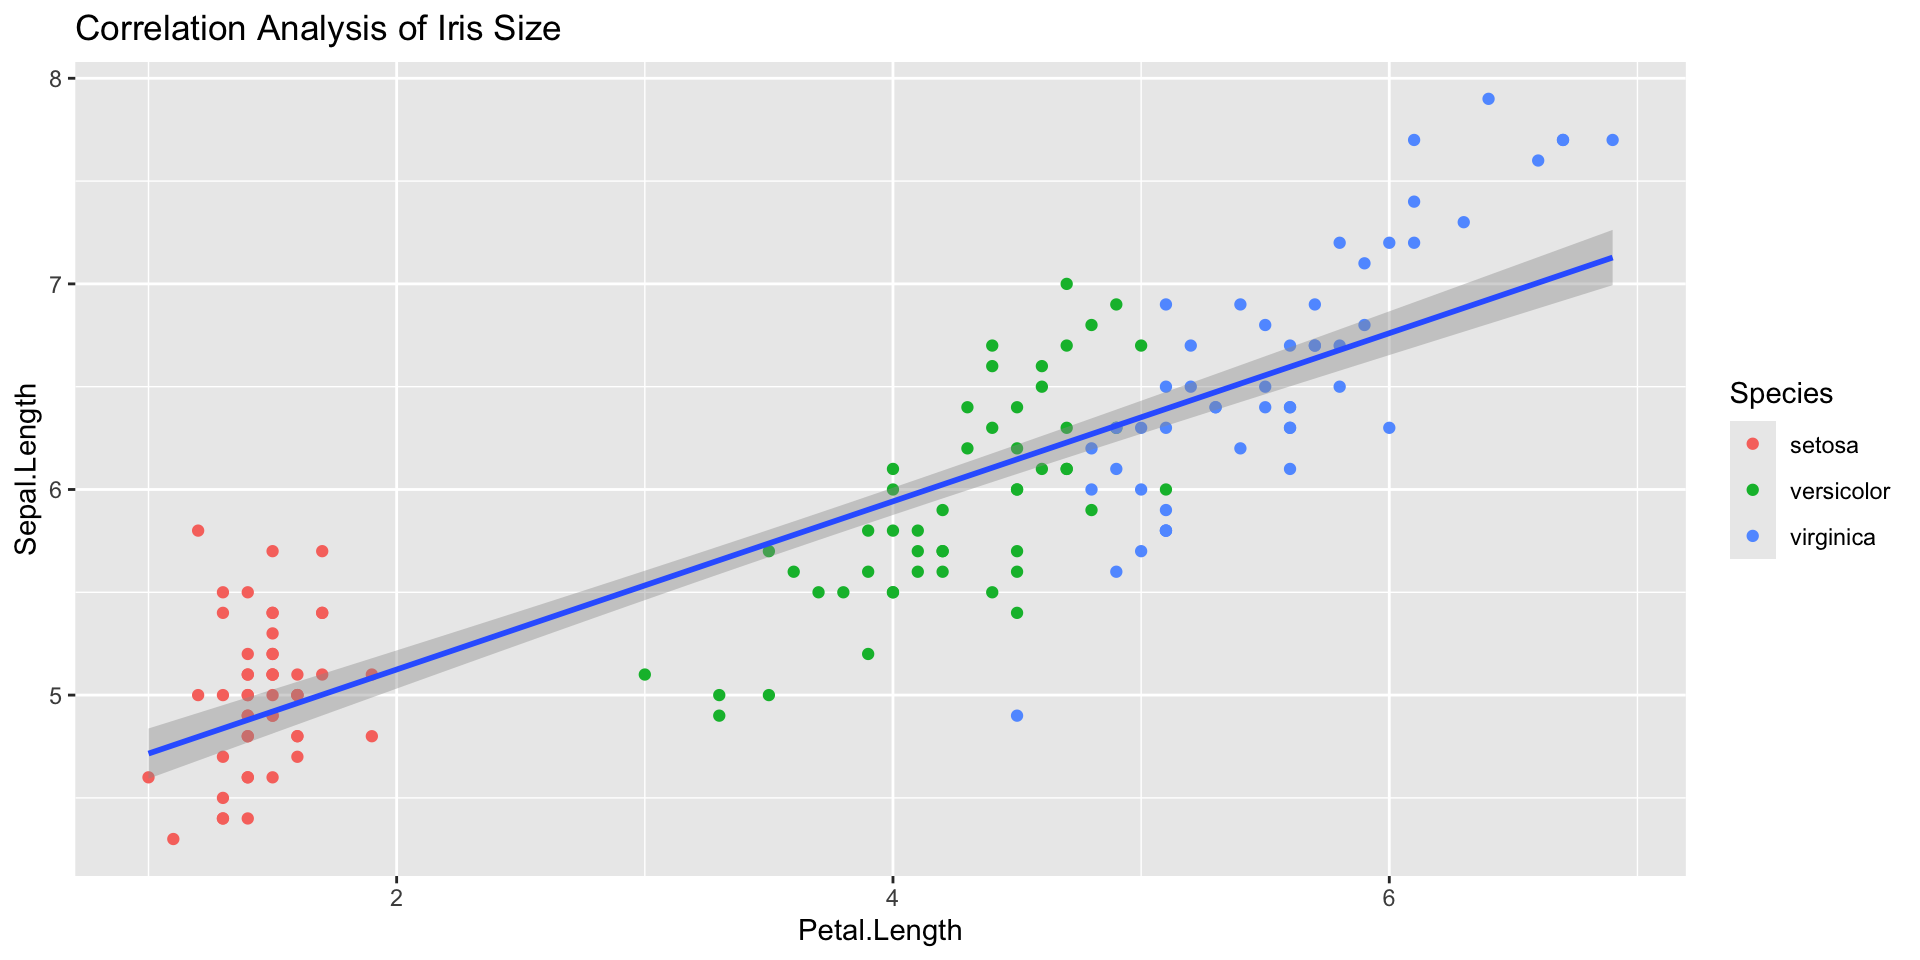 Correlation Analysis of Iris Size
8
7
6
5
Sepal.Length
2 4 6
Petal.Length
Species
setosa
versicolor
virginica